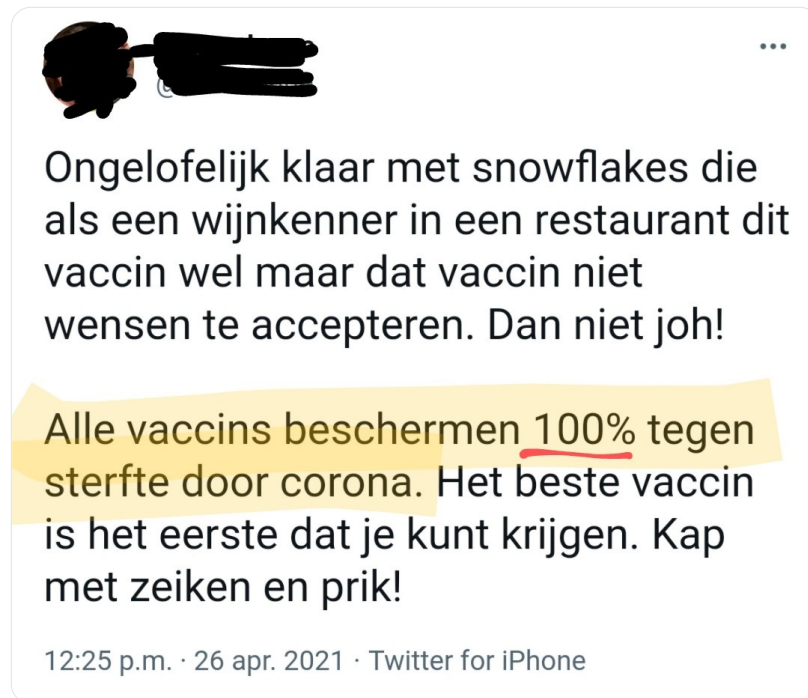 Ongelofelijk klaar met snowflakes die
als een wijnkenner in een restaurant dit
vaccin wel maar dat vaccin niet
wensen te accepteren. Dan niet joh!
Alle vaccins beschermen 100% tegen
sterfte door corona. Het beste vaccin
is het eerste dat je kunt krijgen. Kap
met zeiken en prik!
12:25 p.m. · 26 apr. 2021 · Twitter for iPhone